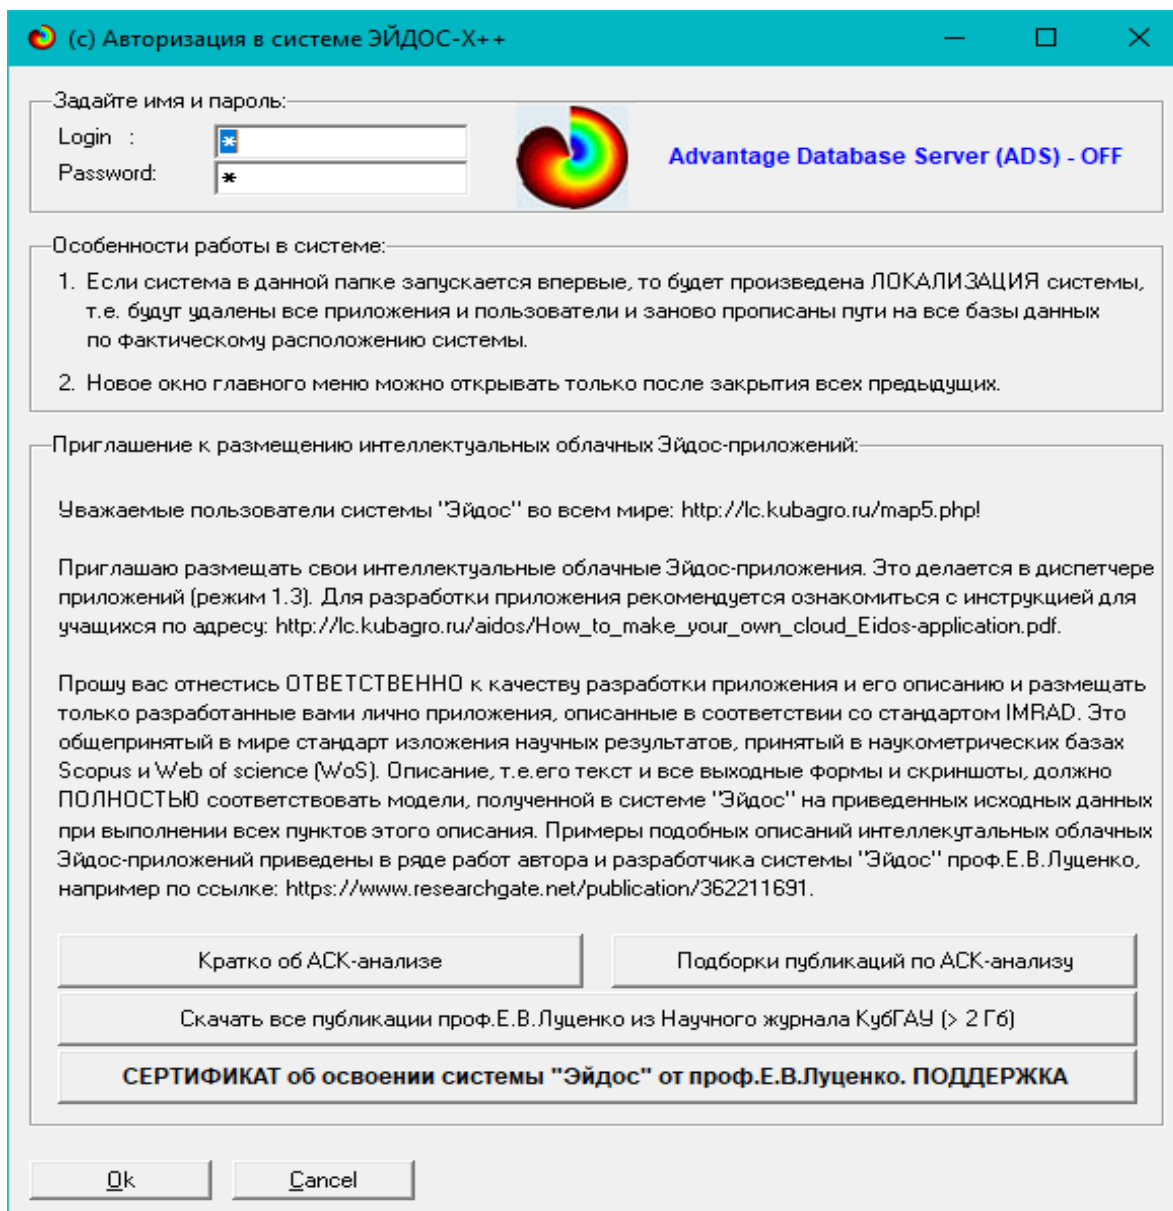 (c) Авторизация в системе ЭЙДОС-X++
Задайте имя и пароль:
Login :
*
Password:
*
Advantage Database Server (ADS) - OFF
Особенности работы в системе:
1. Если система в данной папке запускается впервые, то будет произведена ЛОКАЛИЗАЦИЯ системы,
т.е. будут удалены все приложения и пользователи и заново прописаны пути на все базы данных
по фактическому расположению системы.
2. Новое окно главного меню можно открывать только после закрытия всех предыдущих.
Приглашение к размещению интеллектуальных облачных Эйдос-приложений:
Уважаемые пользователи системы "Эйдос" во всем мире: http://lc.kubagro.ru/map5.php!
Приглашаю размещать свои интеллектуальные облачные Эйдос-приложения. Это делается в диспетчере
приложений (режим 1.3). Для разработки приложения рекомендуется ознакомиться с инструкцией для
учащихся по адресу: http://lc.kubagro.ru/aidos/How_to_make_your_own_cloud_Eidos-application.pdf.
Прошу вас отнестись ОТВЕТСТВЕННО к качеству разработки приложения и его описанию и размещать
только разработанные вами лично приложения, описанные в соответствии со стандартом IMRAD. Это
общепринятый в мире стандарт изложения научных результатов, принятый в наукометрических базах
Scopus и Web of science (WoS). Описание, т.е.его текст и все выходные формы и скриншоты, должно
ПОЛНОСТЬЮ соответствовать модели, полученной в системе "Эйдос" на приведенных исходных данных
при выполнении всех пунктов этого описания. Примеры подобных описаний интеллекутальных облачных
Эйдос-приложений приведены в ряде работ автора и разработчика системы "Эйдос" проф.Е.В.Луценко,
например по ссылке: https://www.researchgate.net/publication/362211691.
Кратко об АСК-анализе
Подборки публикаций по АСК-анализу
Скачать все публикации проф.Е.В.Луценко из Научного журнала КубГАУ (> 2 Гб)
СЕРТИФИКАТ об освоении системы "Эйдос" от проф.Е.В.Луценко. ПОДДЕРЖКА
Ok
Cancel